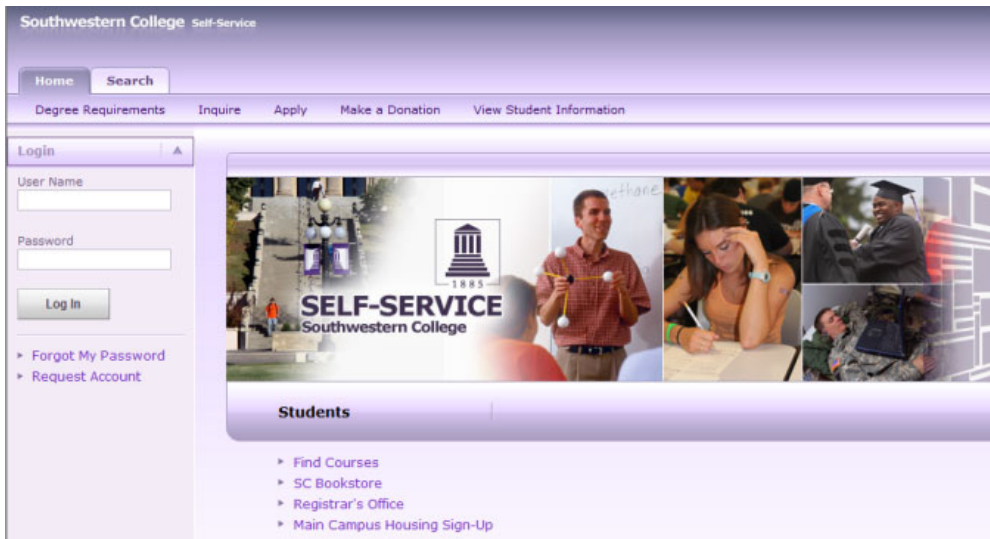 Southwestern College Self-Service
Home Search
Degree Requirements Inquire Apply Make a Donation View Student Information
Login
User Name
Password
Log In
Forgot My Password
Request Account
ethane
1885
SELF-SERVICE
Southwestern College
Students
Find Courses
SC Bookstore
Registrar's Office
Main Campus Housing Sign-Up